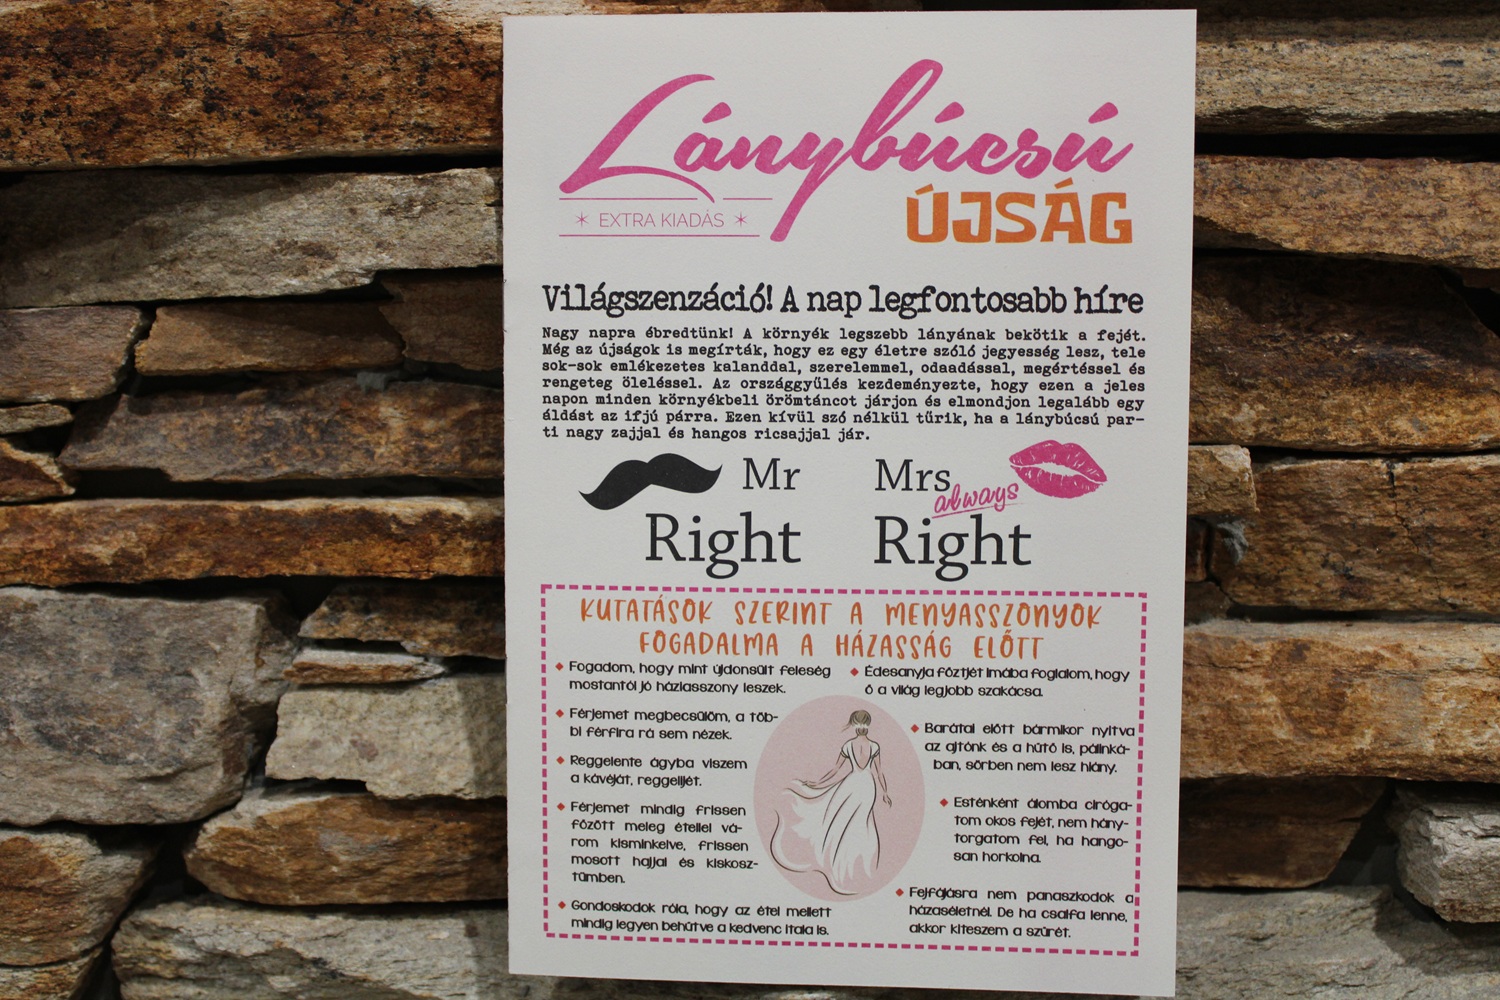 Lánybúcsú
ÚJSÁG
* EXTRA KIADÁS *
Világszenzáció! A nap legfontosabb híre
Nagy napra ébredtünk! A környék legszebb lányának bekötik a fejét.
Még az újságok is megírták, hogy ez egy életre szóló jegyesség lesz, tele
sok-sok emlékezetes kalanddal, szerelemmel, odaadással, megértéssel és
rengeteg öleléssel. Az országgyűlés kezdeményezte, hogy ezen a jeles
napon minden környékbeli örömtáncot járjon és elmondjon legalább egy
áldást az ifjú párra. Ezen kívül szó nélkül tűrik, ha a lánybúcsú par-
ti nagy zajjal és hangos ricsajjal jár.
Mr
Right
Mrs
always
Right
KUTATÁSOK SZERINT A MENYASSZONYOK
FOGADALMA A HÁZASSÁG ELŐTT
Fogadom, hogy mint újdonsült feleség
mostantól jó háziasszony leszek.
Férjemet megbecsülöm, a töb-
bi férfira rá sem nézek.
Reggelente ágyba viszem
a kávéját, reggelijét.
Férjemet mindig frissen
főzött meleg étellel vá-
rom kisminkelve, frissen
mosott hajjal és kiskosz-
tümben.
Gondoskodok róla, hogy az étel mellett
mindig legyen behűtve a kedvenc itala is.
Édesanyja főztjét imába foglalom, hogy
ő a világ legjobb szakácsa.
Barátai előtt bármikor nyitva
az ajtónk és a hűtő is, pálinká-
ban, sörben nem lesz hiány.
Esténként álomba ciróga-
tom okos fejét, nem hány-
torgatom fel, ha hango-
san horkolna.
Fejfájásra nem panaszkodok a
házaséletnél. De ha csalfa lenne,
akkor kiteszem a szűrét.